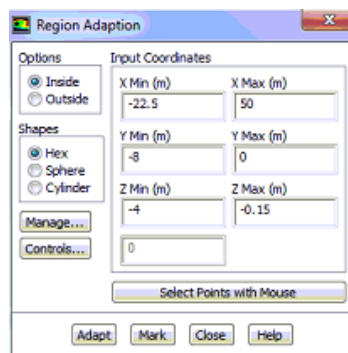 Region Adaption
Options
Inside
Outside
Shapes
Hex
Sphere
Cylinder
Manage...
Controls...
Input Coordinates
X Min (m)
X Max (m)
-22.5
50
Y Min (m)
Y Max (m)
-8
0
Z Min (m)
Z Max (m)
-4
-0.15
0
Select Points with Mouse
Adapt
Mark
Close
Help